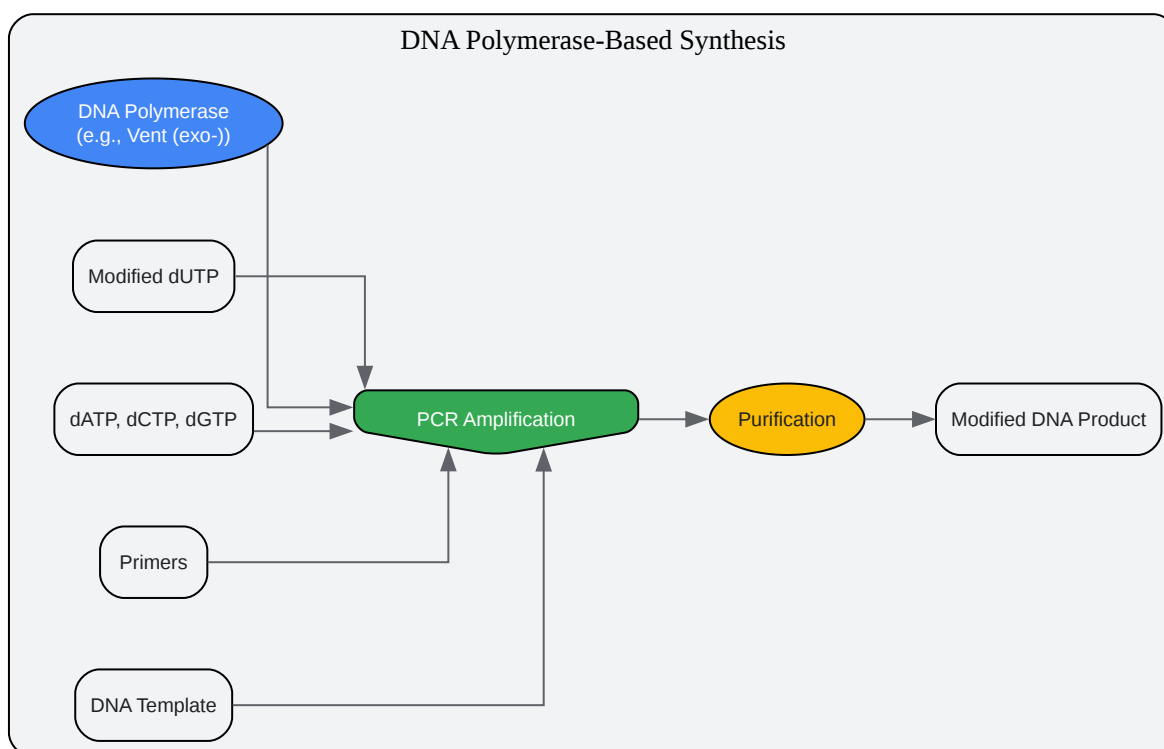 DNA Polymerase-Based Synthesis
DNA Polymerase
(e.g., Vent (exo-))
Modified dUTP
dATP, dCTP, dGTP
PCR Amplification
Purification
Modified DNA Product
Primers
DNA Template